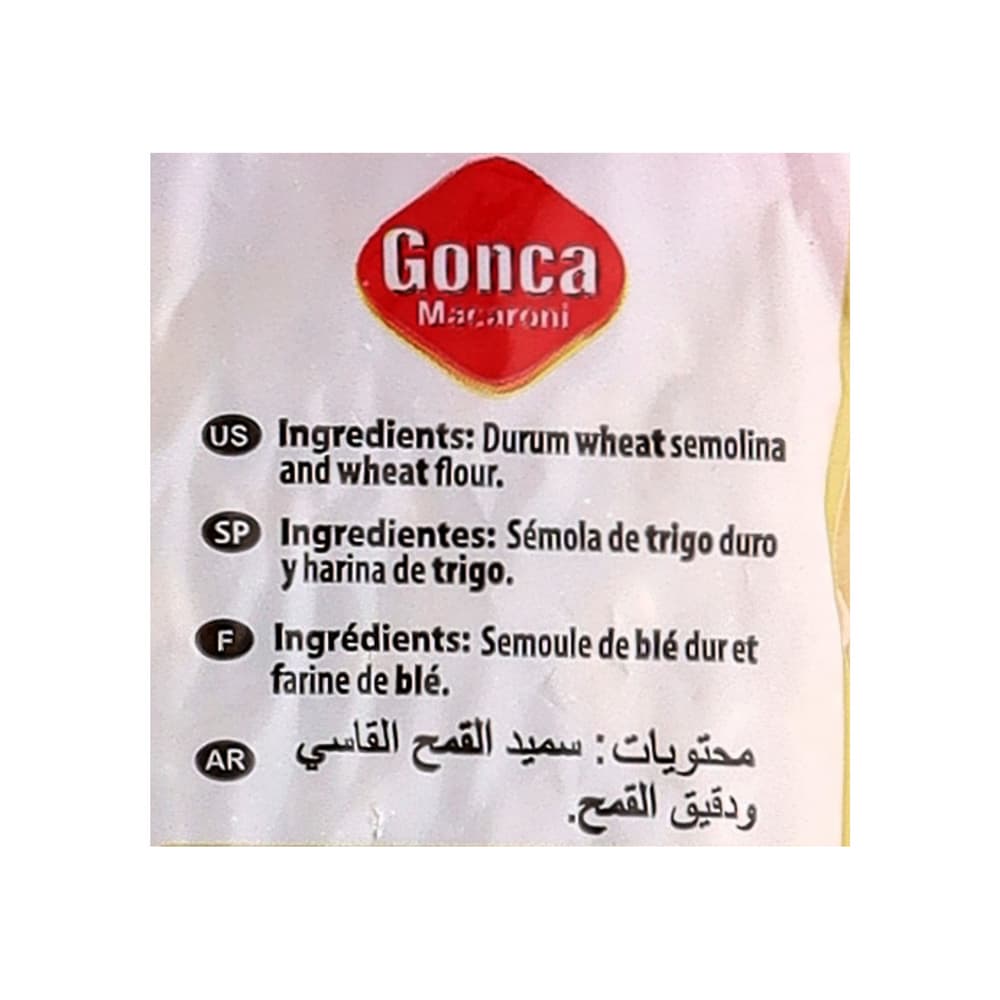 Gonca
Macaroni
US Ingredients: Durum wheat semolina
and wheat flour.
SP Ingredientes: Sémola de trigo duro
y harina de trigo.
F Ingrédients: Semoule de blé dur et
farine de blé.
AR محتويات: سميد القمح القاسي
ودقيق القمح.